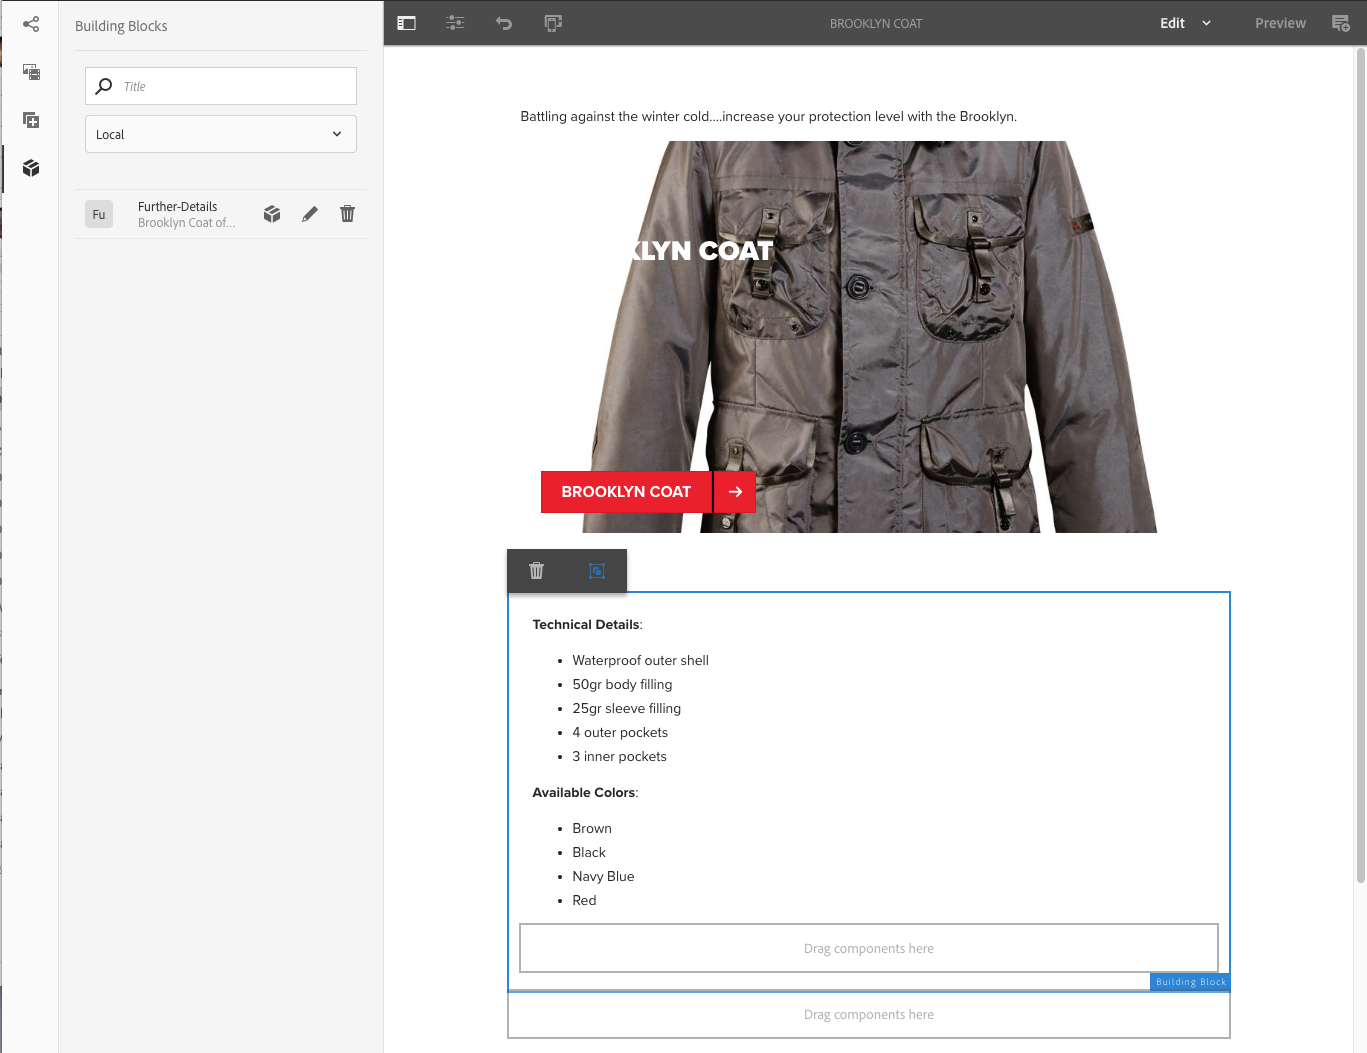 Building Blocks
Title
Local
Fu
Further-Details
Brooklyn Coat of...
BROOKLYN COAT
Edit
Preview
Battling against the winter cold....increase your protection level with the Brooklyn.
KLYN COAT
BROOKLYN COAT
Technical Details:
• Waterproof outer shell
• 50gr body filling
• 25gr sleeve filling
• 4 outer pockets
• 3 inner pockets
Available Colors:
• Brown
• Black
• Navy Blue
• Red
Drag components here
Building Block
Drag components here